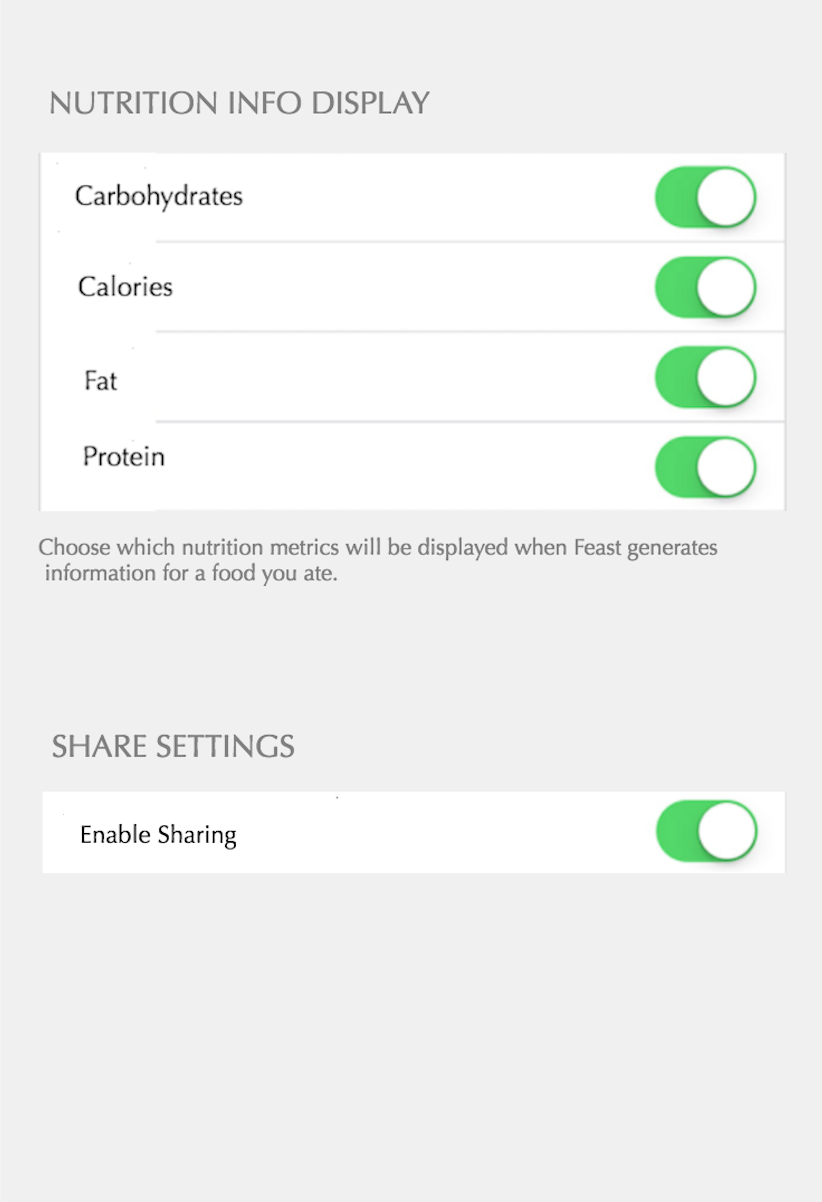 NUTRITION INFO DISPLAY
Carbohydrates
Calories
Fat
Protein
Choose which nutrition metrics will be displayed when Feast generates
information for a food you ate.
SHARE SETTINGS
Enable Sharing